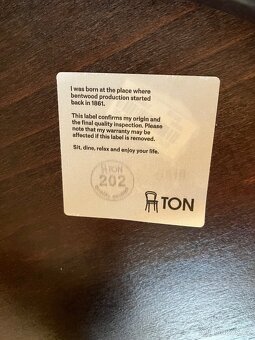 I was born at the place where
bentwood production started
back in 1861.
This label confirms my origin and
the final quality inspection. Please
note that my warranty may be
affected if this label is removed.
Sit, dine, relax and enjoy your life.
TON
202
TON